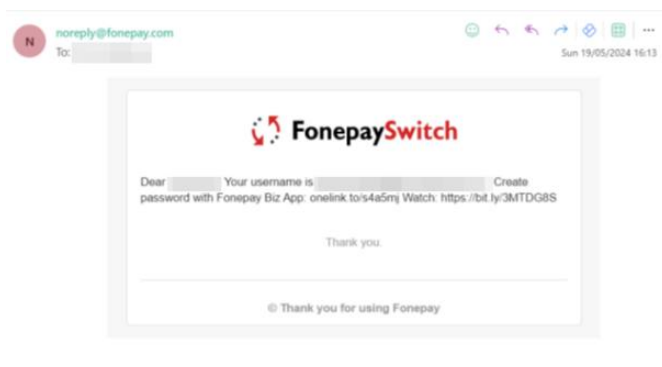 N
noreply@fonepay.com
To:
Sun 19/05/2024 16:13
FonepaySwitch
Dear Your username is Create
password with Fonepay Biz App: onelink.to/s4a5mj Watch: https://bit.ly/3MTDG8S
Thank you.
© Thank you for using Fonepay